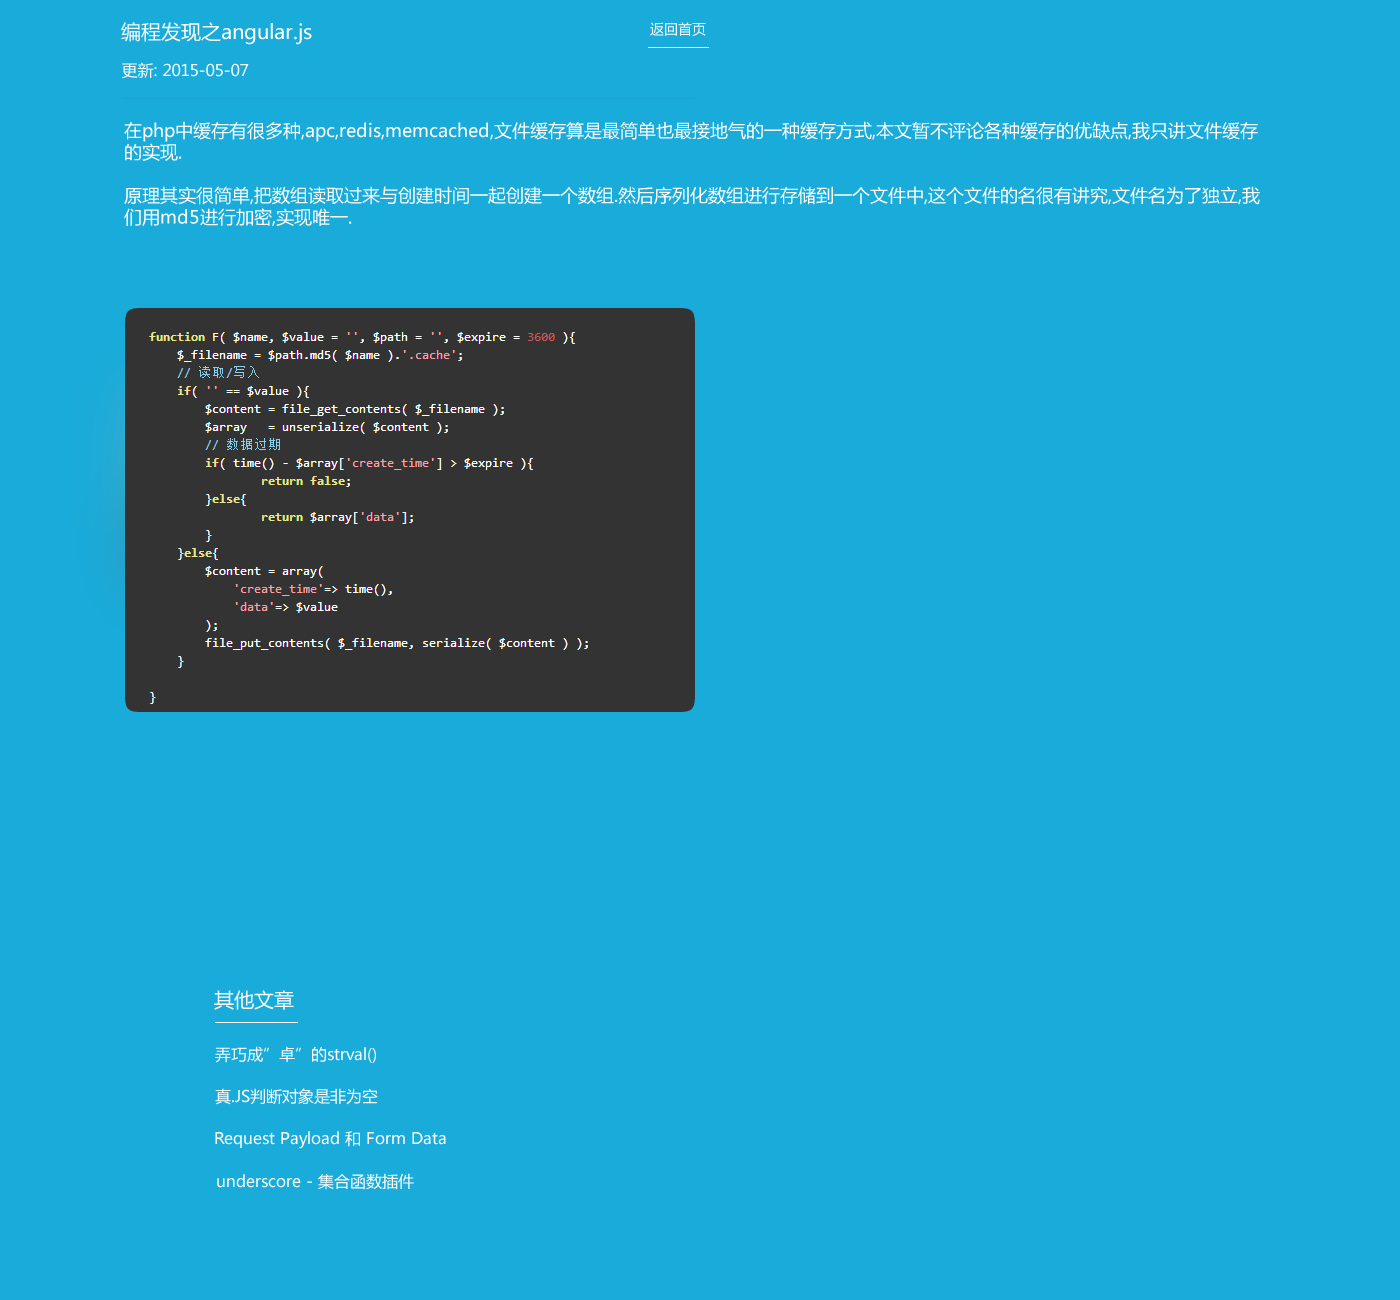 编程发现之angular.js
返回首页
更新: 2015-05-07
在php中缓存有很多种,apc,redis,memcached,文件缓存算是最简单也最接地气的一种缓存方式,本文暂不评论各种缓存的优缺点,我只讲文件缓存
的实现.
原理其实很简单,把数组读取过来与创建时间一起创建一个数组.然后序列化数组进行存储到一个文件中,这个文件的名很有讲究,文件名为了独立,我
们用md5进行加密,实现唯一.
function F( $name, $value = '', $path = '', $expire = 3600 ){
    $_filename = $path.md5( $name ).'.cache';
    // 读取/写入
    if( '' == $value ){
        $content = file_get_contents( $_filename );
        $array   = unserialize( $content );
        // 数据过期
        if( time() - $array['create_time'] > $expire ){
                return false;
        }else{
                return $array['data'];
        }
    }else{
        $content = array(
            'create_time'=> time(),
            'data'=> $value
        );
        file_put_contents( $_filename, serialize( $content ) );
    }
}
其他文章
弄巧成”卓”的strval()
真.JS判断对象是非为空
Request Payload 和 Form Data
underscore - 集合函数插件